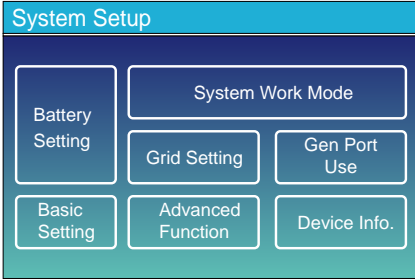 System Setup
System Work Mode
Battery
Setting
Grid Setting
Gen Port
Use
Basic
Setting
Advanced
Function
Device Info.